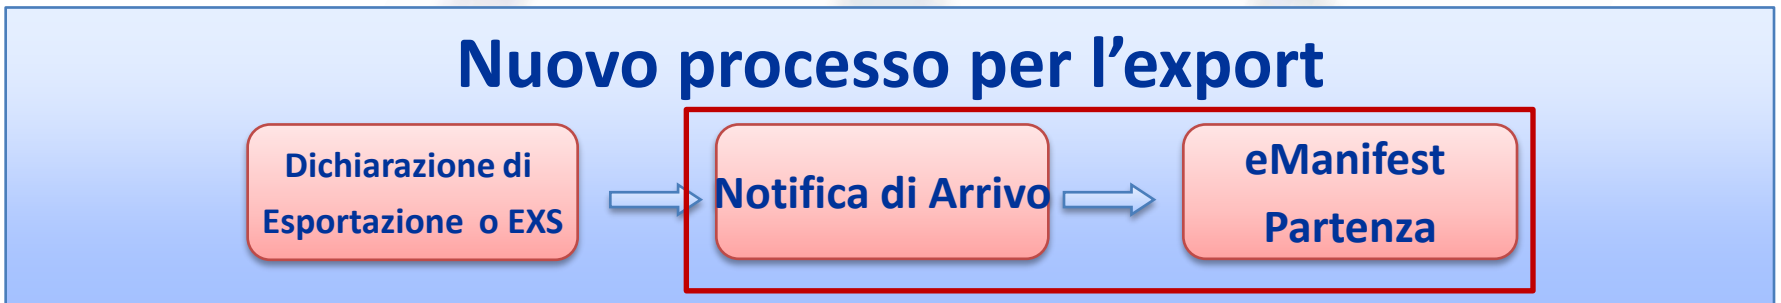 Nuovo processo per l’export
Dichiarazione di
Esportazione o EXS
Notifica di Arrivo
eManifest
Partenza